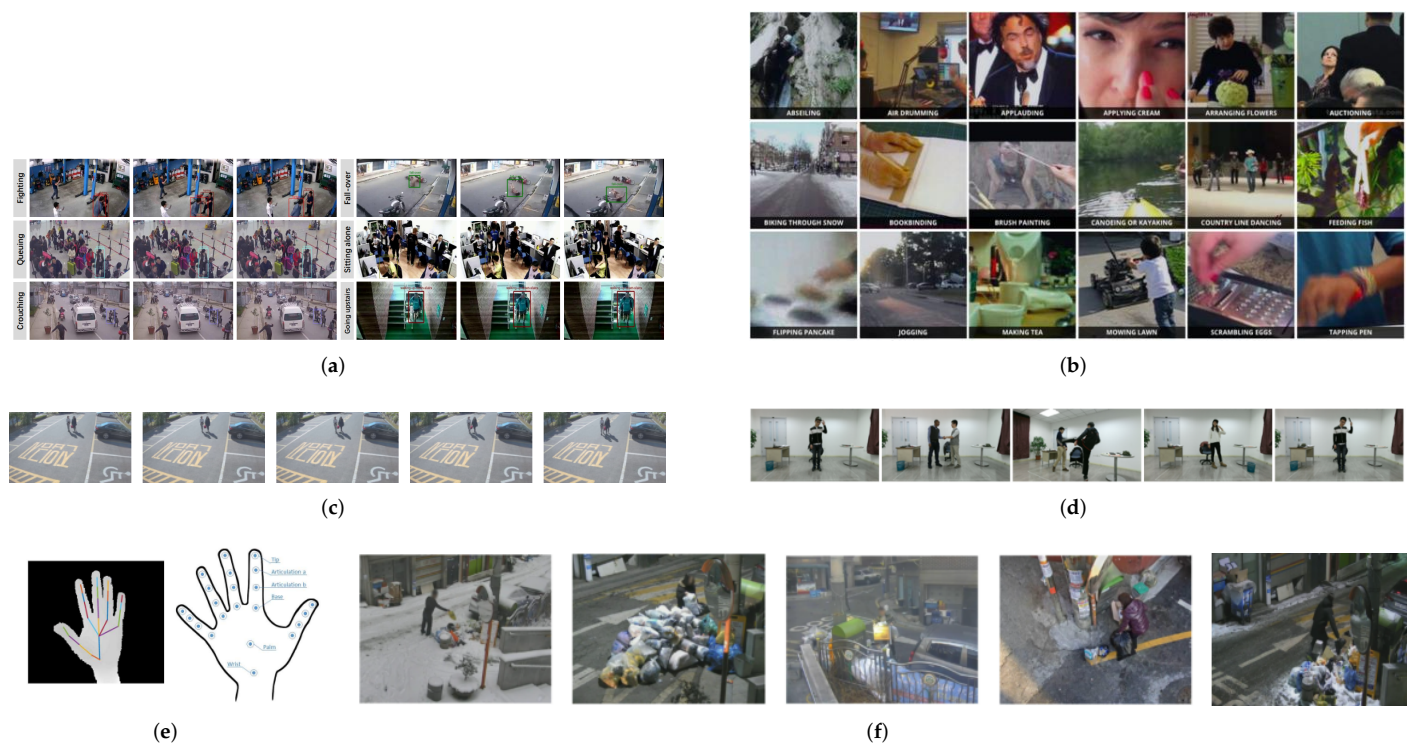 Fighting
Fall-over
Queuing
Sitting alone
Crouching
Going upstairs
(a)
ABSEILING
AIR DRUMMING
APPLAUDING
APPLYING CREAM
ARRANGING FLOWERS
AUCTIONING
BIKING THROUGH SNOW
BOOKBINDING
BRUSH PAINTING
CANOEING OR KAYAKING
COUNTRY LINE DANCING
FEEDING FISH
FLIPPING PANCAKE
JOGGING
MAKING TEA
MOWING LAWN
SCRAMBLING EGGS
TAPPING PEN
(b)
(c)
(d)
Tip
Articulation a
Articulation b
Base
Palm
Wrist
(e)
(f)